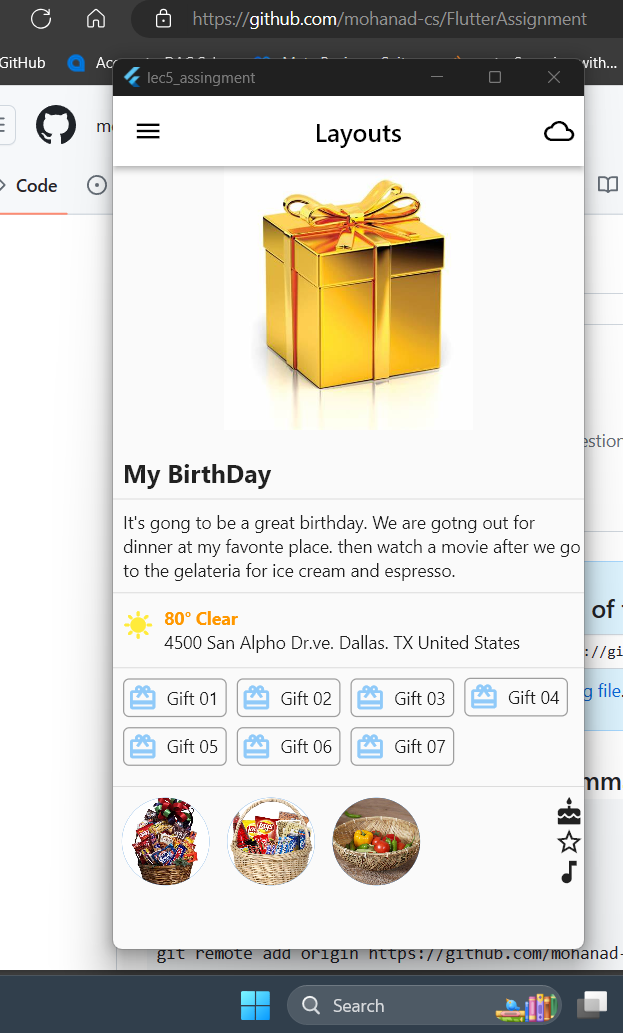 https://github.com/mohanad-cs/FlutterAssignment
GitHub
lec5_assingment
with...
Layouts
Code
My BirthDay
It's gong to be a great birthday. We are gotng out for
dinner at my favonte place. then watch a movie after we go
to the gelateria for ice cream and espresso.
80° Clear
4500 San Alpho Dr.ve. Dallas. TX United States
Gift 01
Gift 02
Gift 03
Gift 04
Gift 05
Gift 06
Gift 07
of
file.
git remote add origin https://github.com/mohanad-
Search